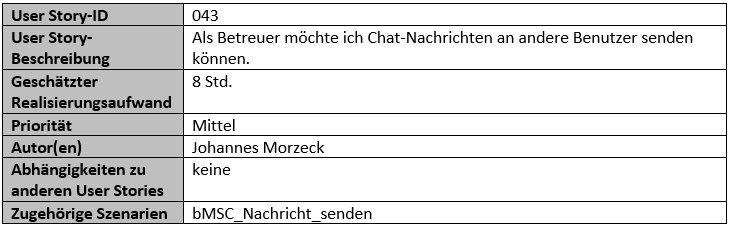 User Story-ID 043
User Story- Als Betreuer möchte ich Chat-Nachrichten an andere Benutzer senden
Beschreibung können.
Geschätzter 8 Std.
Realisierungsaufwand
Priorität Mittel
Autor(en) Johannes Morzeck
Abhängigkeiten zu keine
anderen User Stories
Zugehörige Szenarien bMSC_Nachricht_senden